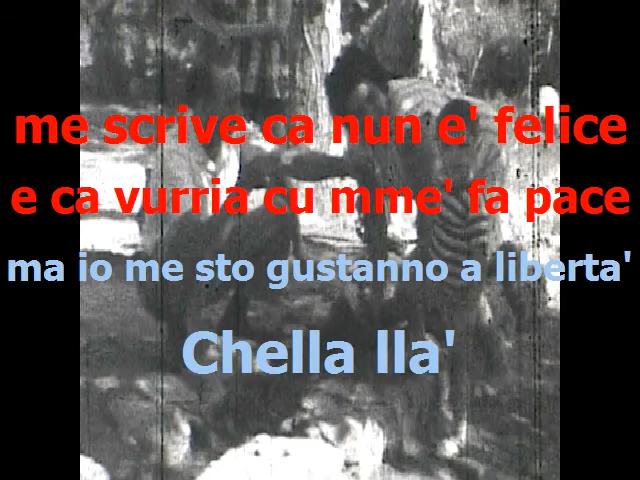 me scrive ca nun e' felice
e ca vurria cu mme' fa pace
ma io me sto gustanno a liberta'
Chella lla'